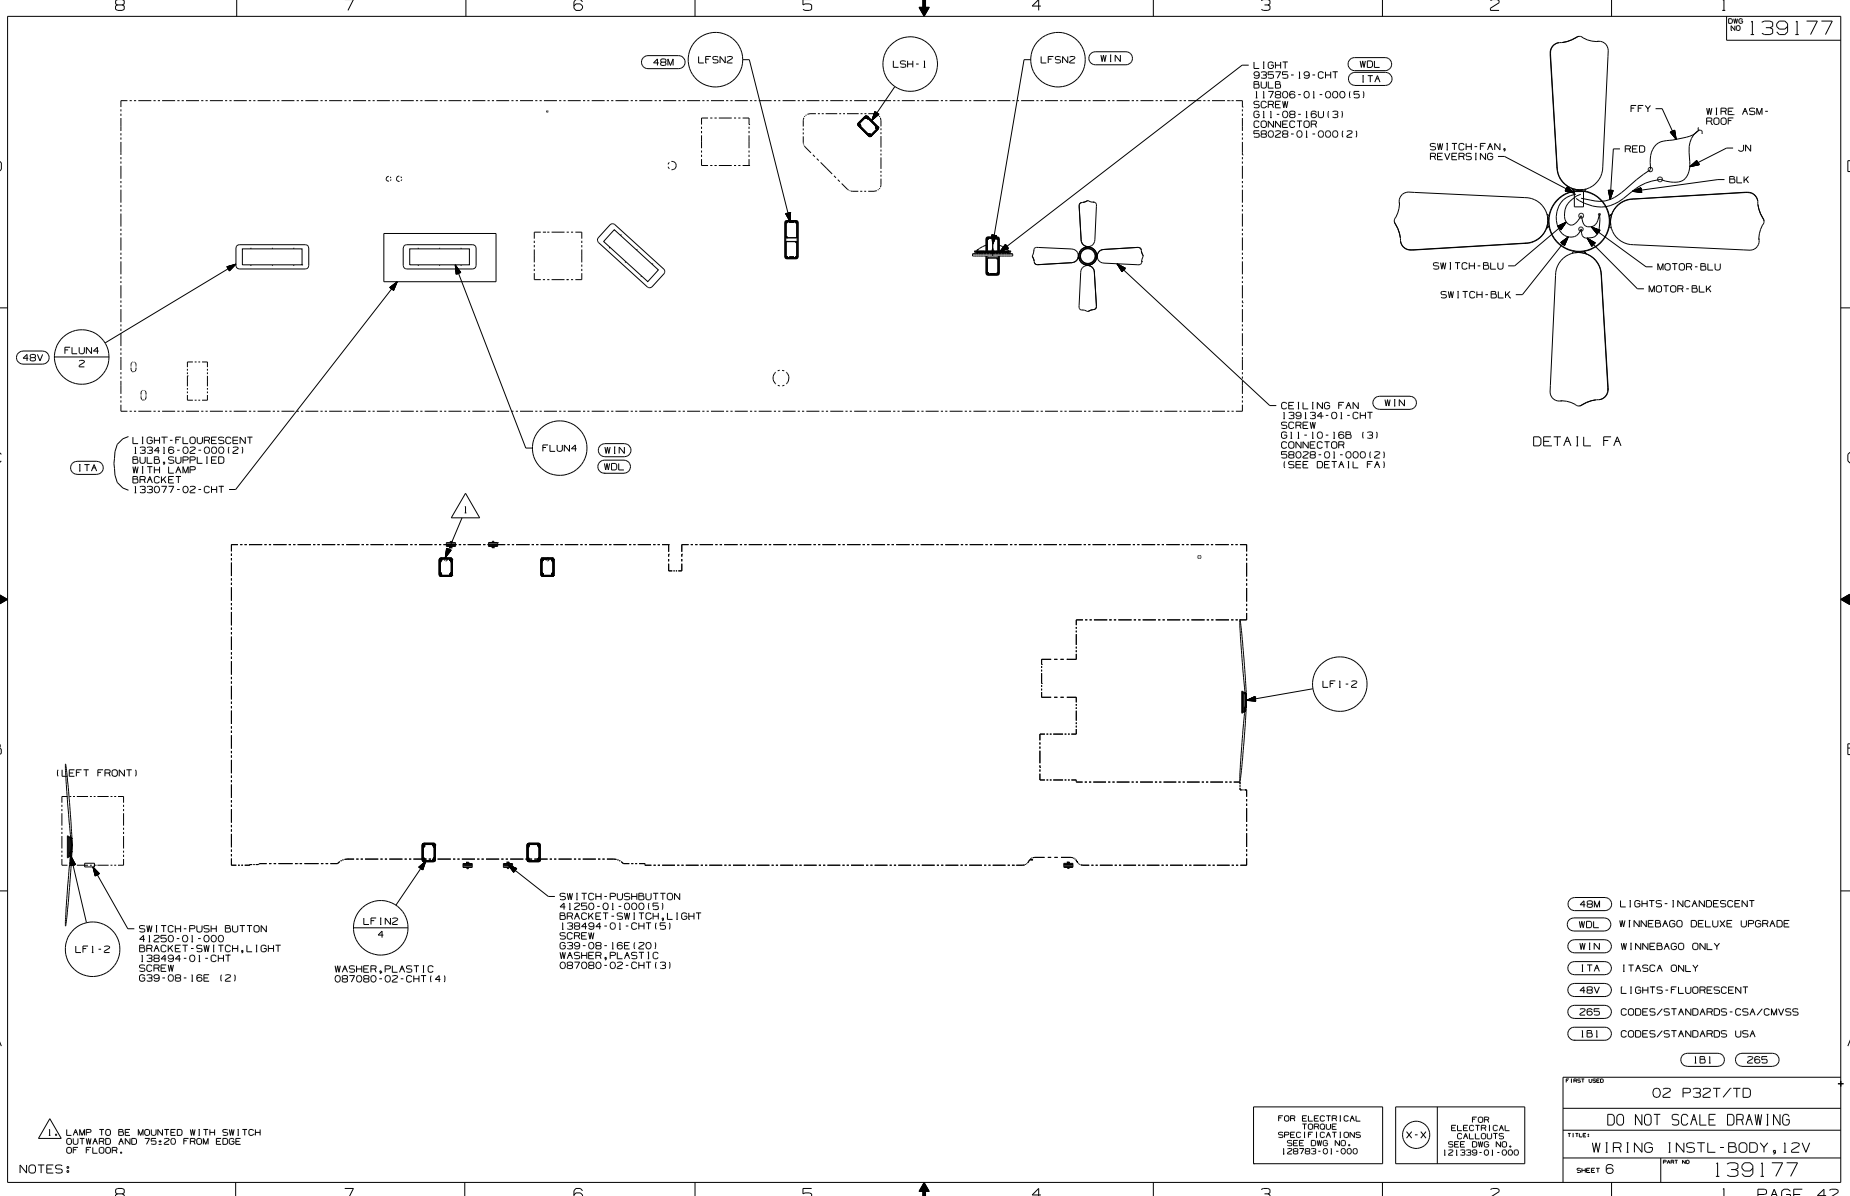 8 7 6 5 4 3 2 1
DWG NO 139177
48M
LFSN2
LSH-1
LFSN2
WIN
LIGHT
93575-19-CHT
BULB
117806-01-000(5)
SCREW
G11-08-16U(3)
CONNECTOR
58028-01-000(2)
WDL
ITA
FFY
WIRE ASM-
ROOF
SWITCH-FAN,
REVERSING
RED
JN
BLK
SWITCH-BLU
MOTOR-BLU
SWITCH-BLK
MOTOR-BLK
DETAIL FA
48V
FLUN4
2
CEILING FAN
139134-01-CHT
SCREW
G11-10-16B (3)
CONNECTOR
58028-01-000(2)
(SEE DETAIL FA)
WIN
ITA
LIGHT-FLOURESCENT
133416-02-000(2)
BULB,SUPPLIED
WITH LAMP
BRACKET
133077-02-CHT
FLUN4
WIN
WDL
1
LF1-2
(LEFT FRONT)
LF1-2
SWITCH-PUSH BUTTON
41250-01-000
BRACKET-SWITCH,LIGHT
138494-01-CHT
SCREW
G39-08-16E (2)
LFIN2
4
WASHER,PLASTIC
087080-02-CHT(4)
SWITCH-PUSHBUTTON
41250-01-000(5)
BRACKET-SWITCH,LIGHT
138494-01-CHT(5)
SCREW
G39-08-16E(20)
WASHER,PLASTIC
087080-02-CHT(3)
48M LIGHTS-INCANDESCENT
WDL WINNEBAGO DELUXE UPGRADE
WIN WINNEBAGO ONLY
ITA ITASCA ONLY
48V LIGHTS-FLUORESCENT
265 CODES/STANDARDS-CSA/CMVSS
1B1 CODES/STANDARDS USA
1B1 265
1. LAMP TO BE MOUNTED WITH SWITCH
OUTWARD AND 75±20 FROM EDGE
OF FLOOR.
NOTES:
FOR ELECTRICAL
TORQUE
SPECIFICATIONS
SEE DWG NO.
128783-01-000
X-X
FOR
ELECTRICAL
CALLOUTS
SEE DWG NO.
121339-01-000
FIRST USED
02 P32T/TD
DO NOT SCALE DRAWING
TITLE:
WIRING INSTL-BODY,12V
SHEET 6
PART NO 139177
8 7 6 5 4 3 2 1
PAGE 42